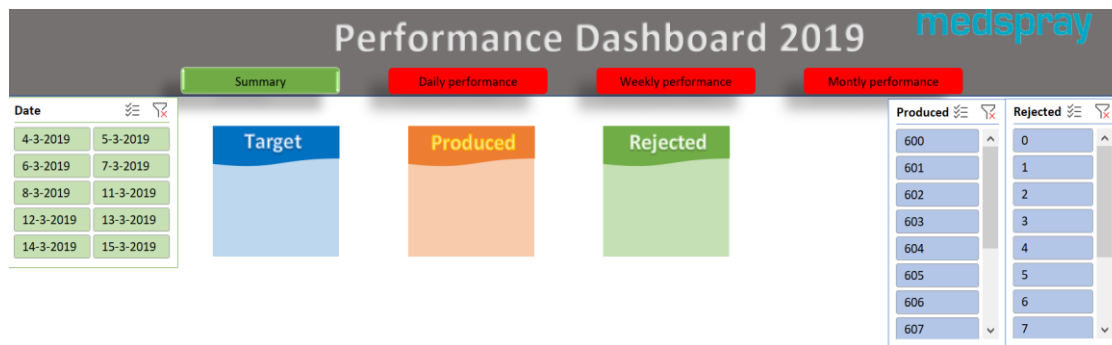 Performance Dashboard 2019
medspray
Summary
Daily performance
Weekly performance
Montly performance
Date
4-3-2019 5-3-2019
6-3-2019 7-3-2019
8-3-2019 11-3-2019
12-3-2019 13-3-2019
14-3-2019 15-3-2019
Target
Produced
Rejected
Produced
600
601
602
603
604
605
606
607
Rejected
0
1
2
3
4
5
6
7